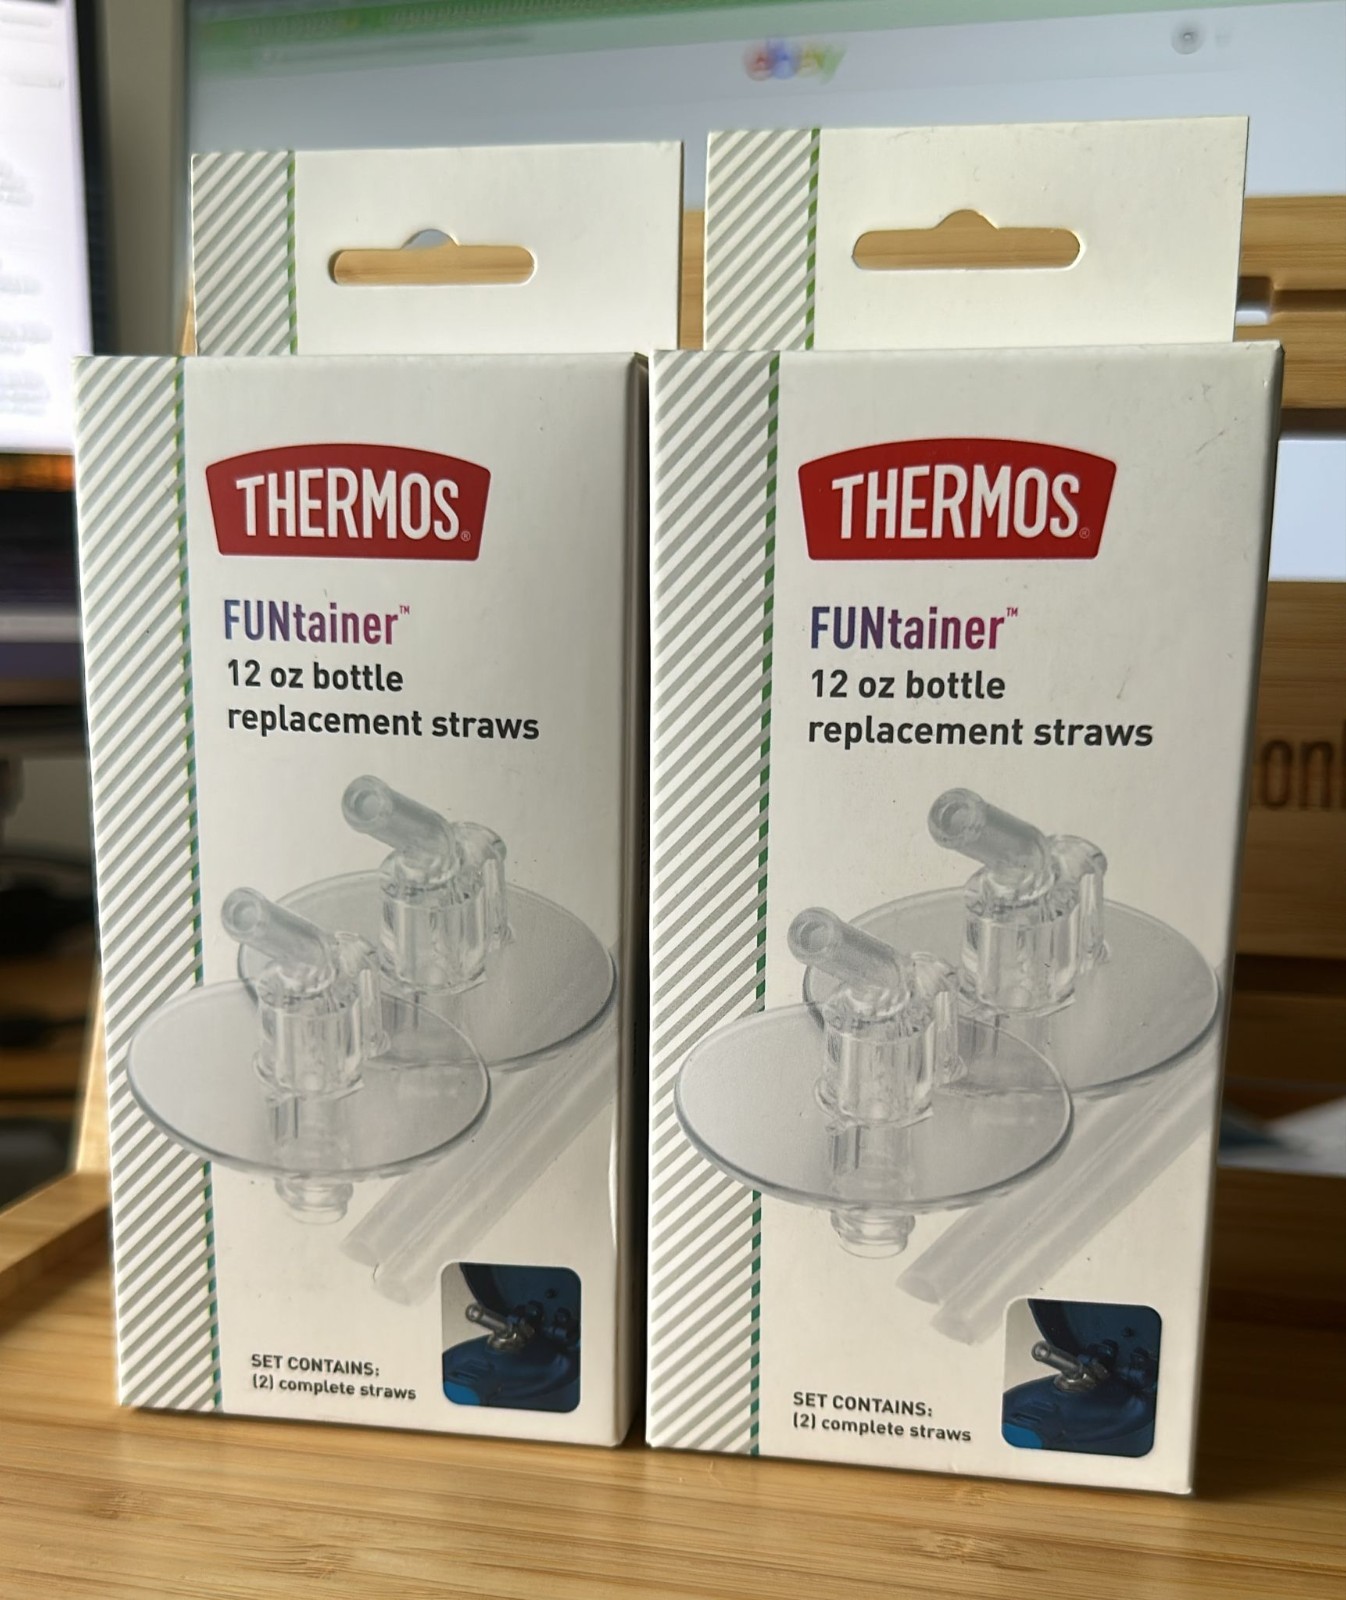 ebay
THERMOS®
FUNtainer™
12 oz bottle
replacement straws
SET CONTAINS:
(2) complete straws
THERMOS®
FUNtainer™
12 oz bottle
replacement straws
SET CONTAINS:
(2) complete straws